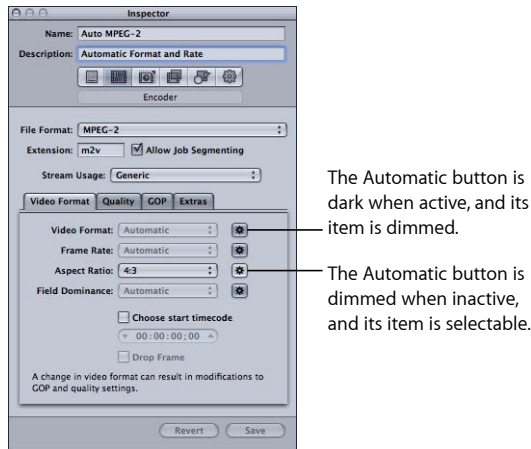 Inspector
Name: Auto MPEG-2
Description: Automatic Format and Rate
Encoder
File Format: MPEG-2
Extension: m2v Allow Job Segmenting
Stream Usage: Generic
Video Format Quality GOP Extras
Video Format: Automatic
Frame Rate: Automatic
Aspect Ratio: 4:3
Field Dominance: Automatic
Choose start timecode
00:00:00;00
Drop Frame
A change in video format can result in modifications to
GOP and quality settings.
Revert Save
The Automatic button is
dark when active, and its
item is dimmed.
The Automatic button is
dimmed when inactive,
and its item is selectable.